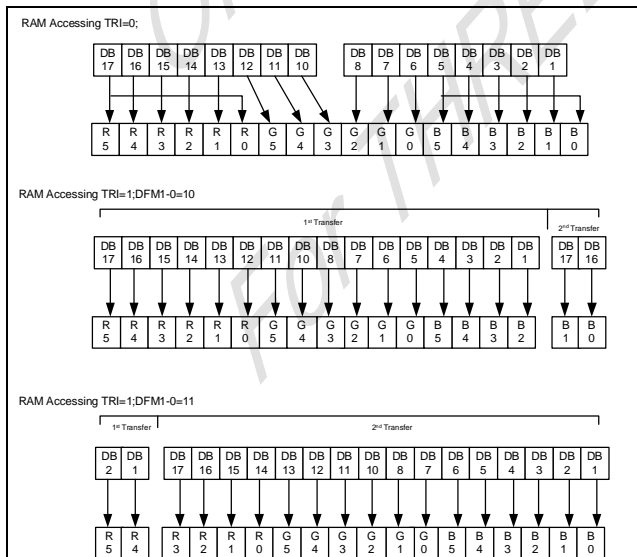 RAM Accessing TRI=0;
DB DB DB DB DB DB DB DB DB DB DB DB DB DB DB DB
17 16 15 14 13 12 11 10 8 7 6 5 4 3 2 1
R R R R R R G G G G G G B B B B B B
5 4 3 2 1 0 5 4 3 2 1 0 5 4 3 2 1 0
RAM Accessing TRI=1;DFM1-0=10
1st Transfer 2nd Transfer
DB DB DB DB DB DB DB DB DB DB DB DB DB DB DB DB DB DB
17 16 15 14 13 12 11 10 8 7 6 5 4 3 2 1 17 16
R R R R R R G G G G G G B B B B B B
5 4 3 2 1 0 5 4 3 2 1 0 5 4 3 2 1 0
RAM Accessing TRI=1;DFM1-0=11
1st Transfer 2nd Transfer
DB DB DB DB DB DB DB DB DB DB DB DB DB DB DB DB DB DB
2 1 17 16 15 14 13 12 11 10 8 7 6 5 4 3 2 1
R R R R R R G G G G G G B B B B B B
5 4 3 2 1 0 5 4 3 2 1 0 5 4 3 2 1 0
For THRE